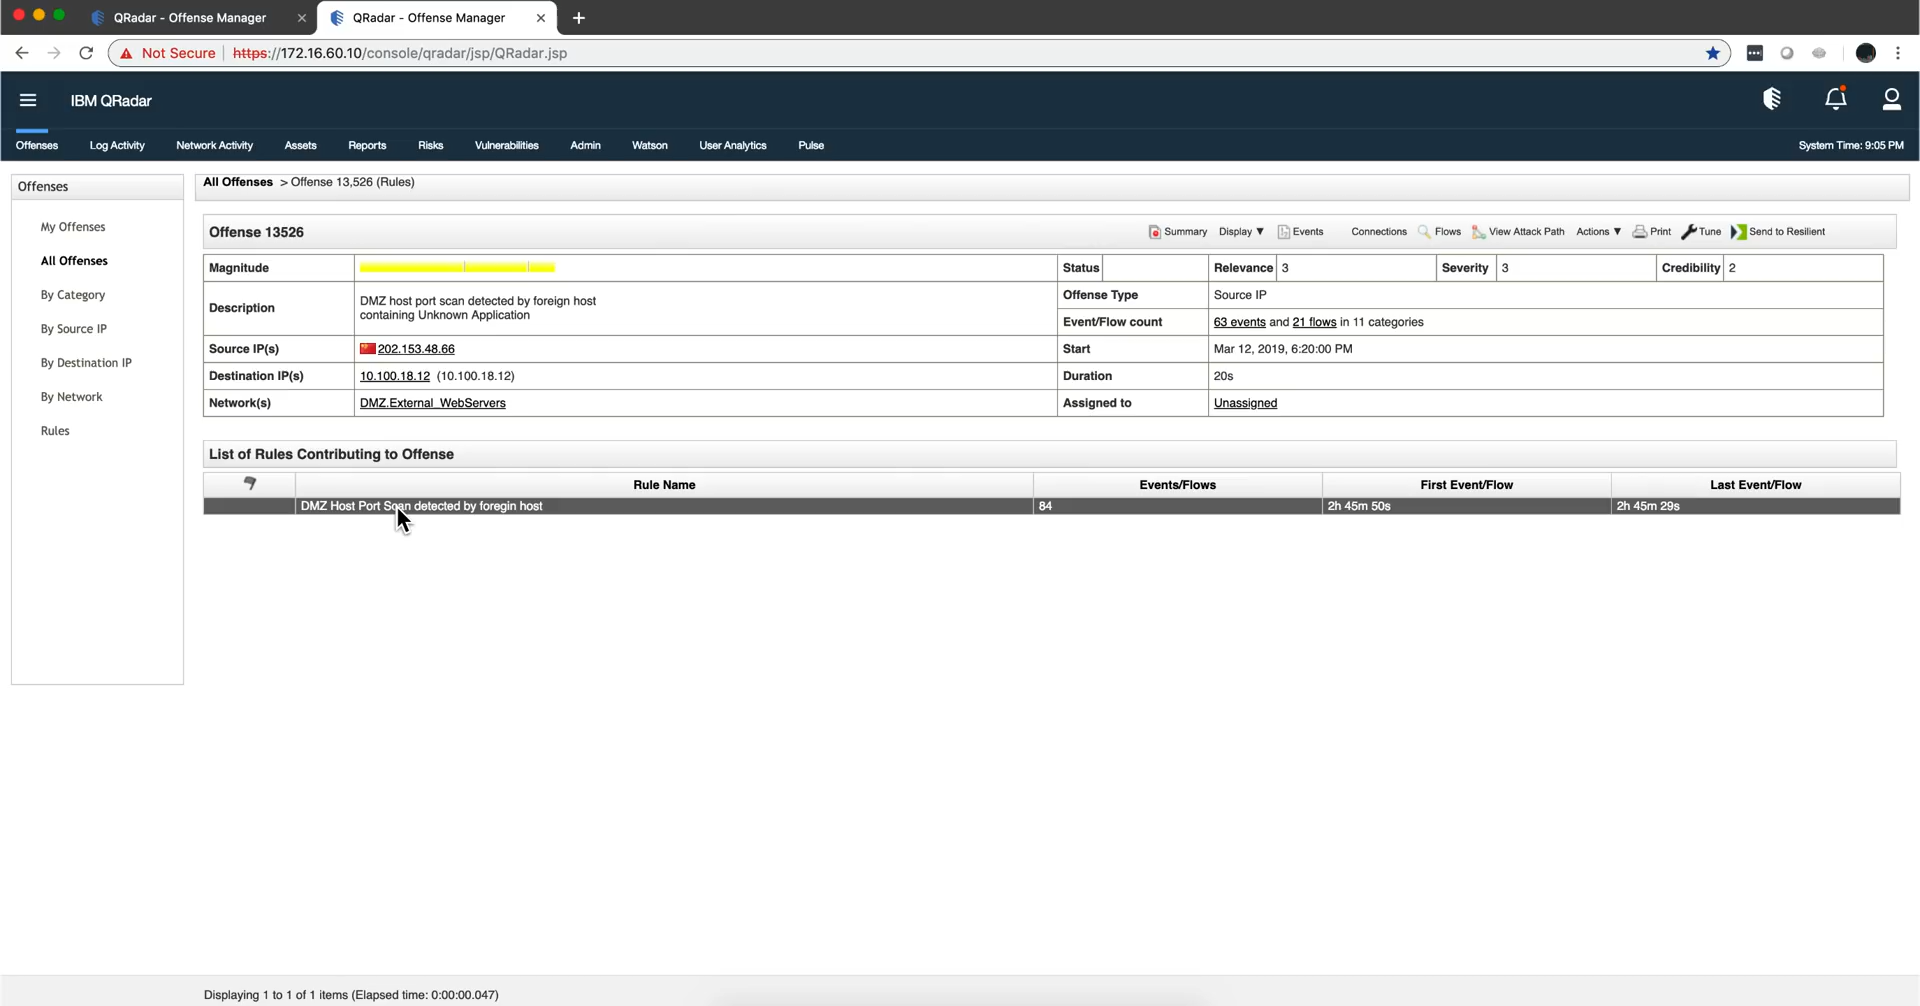 QRadar - Offense Manager
QRadar - Offense Manager
Not Secure https://172.16.60.10/console/qradar/jsp/QRadar.jsp
IBM QRadar
Offenses Log Activity Network Activity Assets Reports Risks Vulnerabilities Admin Watson User Analytics Pulse System Time: 9:05 PM
Offenses
My Offenses
All Offenses
By Category
By Source IP
By Destination IP
By Network
Rules
All Offenses > Offense 13,526 (Rules)
Offense 13526 Summary Display ▼ Events Connections Flows View Attack Path Actions ▼ Print Tune Send to Resilient
Magnitude Status Relevance 3 Severity 3 Credibility 2
Description
DMZ host port scan detected by foreign host
containing Unknown Application
Offense Type Source IP
Event/Flow count 63 events and 21 flows in 11 categories
Source IP(s) 202.153.48.66 Start Mar 12, 2019, 6:20:00 PM
Destination IP(s) 10.100.18.12 (10.100.18.12) Duration 20s
Network(s) DMZ.External_WebServers Assigned to Unassigned
List of Rules Contributing to Offense
Rule Name Events/Flows First Event/Flow Last Event/Flow
DMZ Host Port Scan detected by foregin host 84 2h 45m 50s 2h 45m 29s
Displaying 1 to 1 of 1 items (Elapsed time: 0:00:00.047)